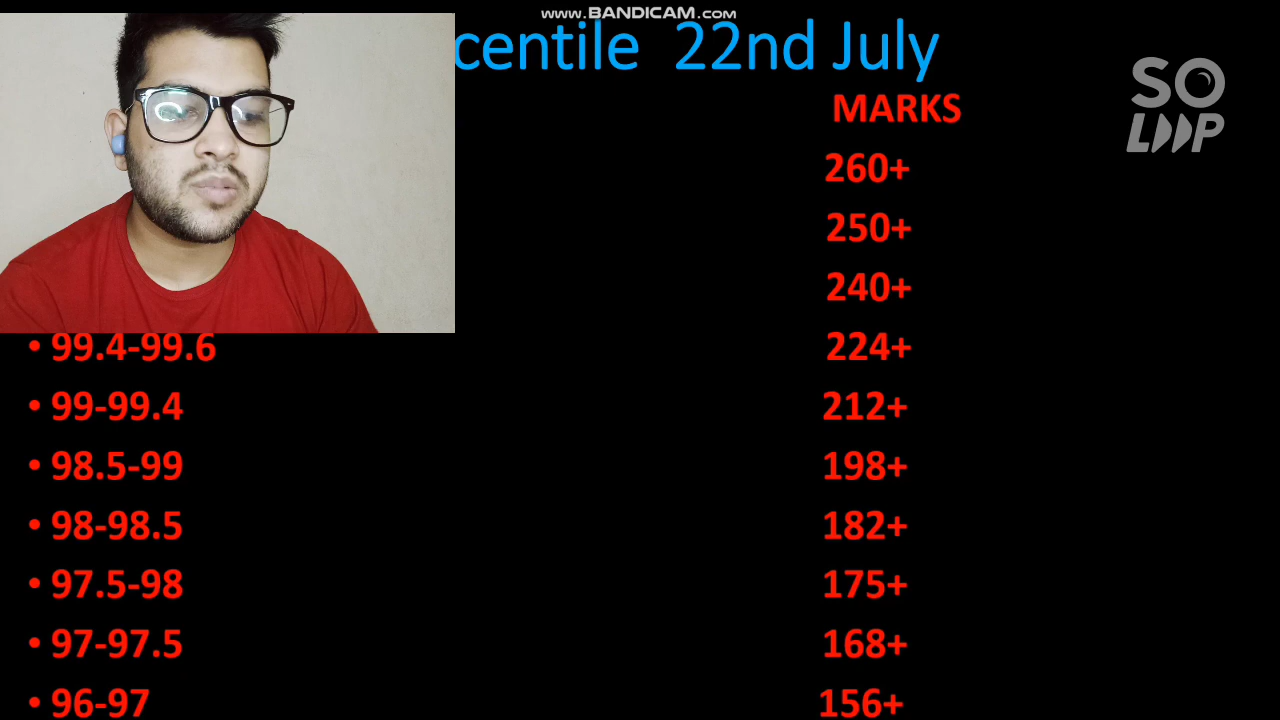 www.BANDICAM.com
centile 22nd July
MARKS
260+
250+
240+
• 99.4-99.6 224+
• 99-99.4 212+
• 98.5-99 198+
• 98-98.5 182+
• 97.5-98 175+
• 97-97.5 168+
• 96-97 156+
SO
LOOP